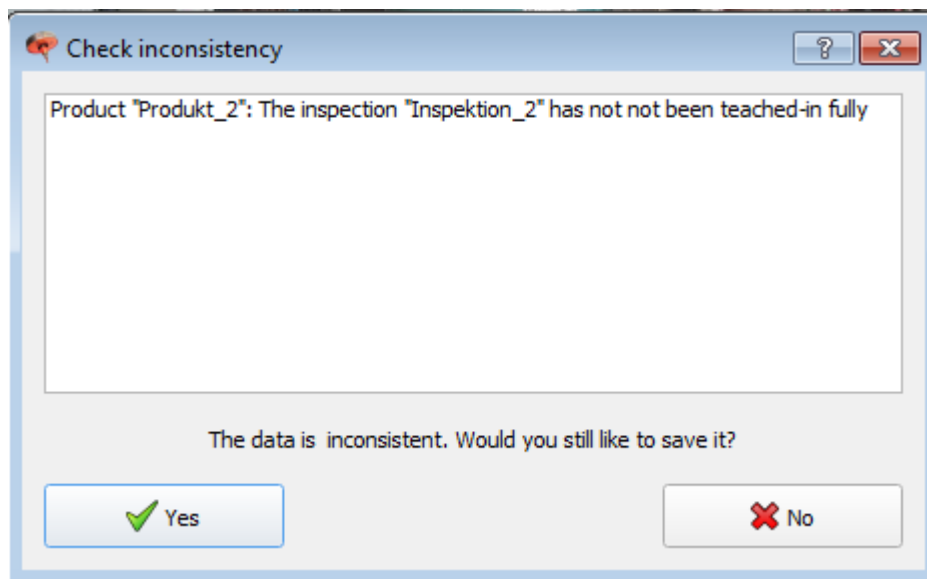 Check inconsistency
Product "Produkt_2": The inspection "Inspektion_2" has not not been teached-in fully
The data is  inconsistent. Would you still like to save it?
Yes
No